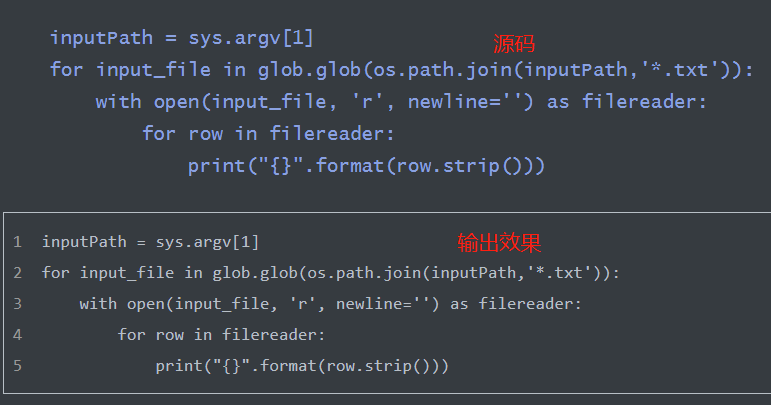 inputPath = sys.argv[1]
源码
for input_file in glob.glob(os.path.join(inputPath,'*.txt')):
with open(input_file, 'r', newline='') as filereader:
for row in filereader:
print("{}".format(row.strip()))
1 inputPath = sys.argv[1]
输出效果
2 for input_file in glob.glob(os.path.join(inputPath,'*.txt')):
3 with open(input_file, 'r', newline='') as filereader:
4 for row in filereader:
5 print("{}".format(row.strip()))